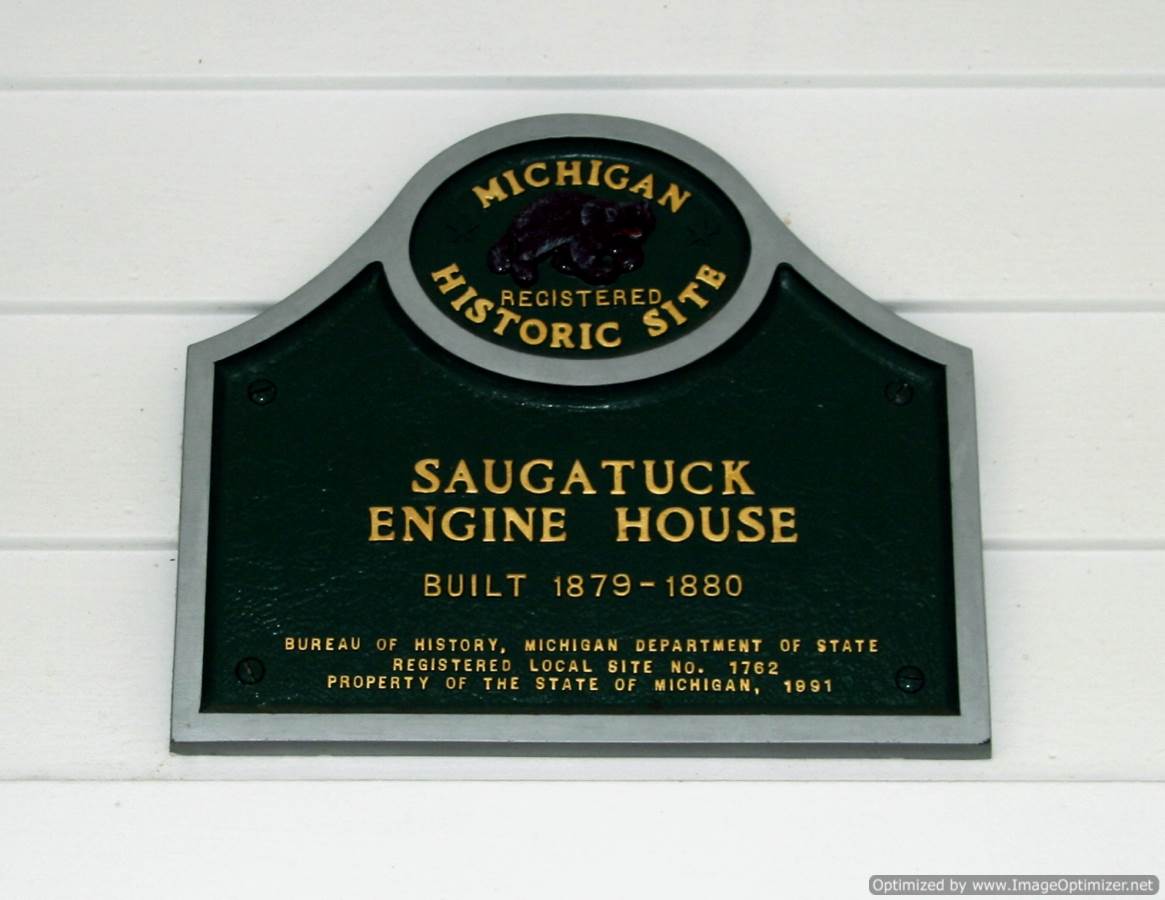 MICHIGAN
REGISTERED
HISTORIC SITE
SAUGATUCK
ENGINE HOUSE
BUILT 1879-1880
BUREAU OF HISTORY, MICHIGAN DEPARTMENT OF STATE
REGISTERED LOCAL SITE NO. 1762
PROPERTY OF THE STATE OF MICHIGAN, 1991
Optimized by www.ImageOptimizer.net